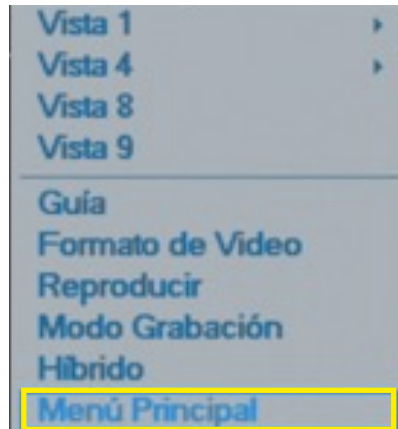 Vista 1
Vista 4
Vista 8
Vista 9
Guía
Formato de Video
Reproducir
Modo Grabación
Híbrido
Menú Principal